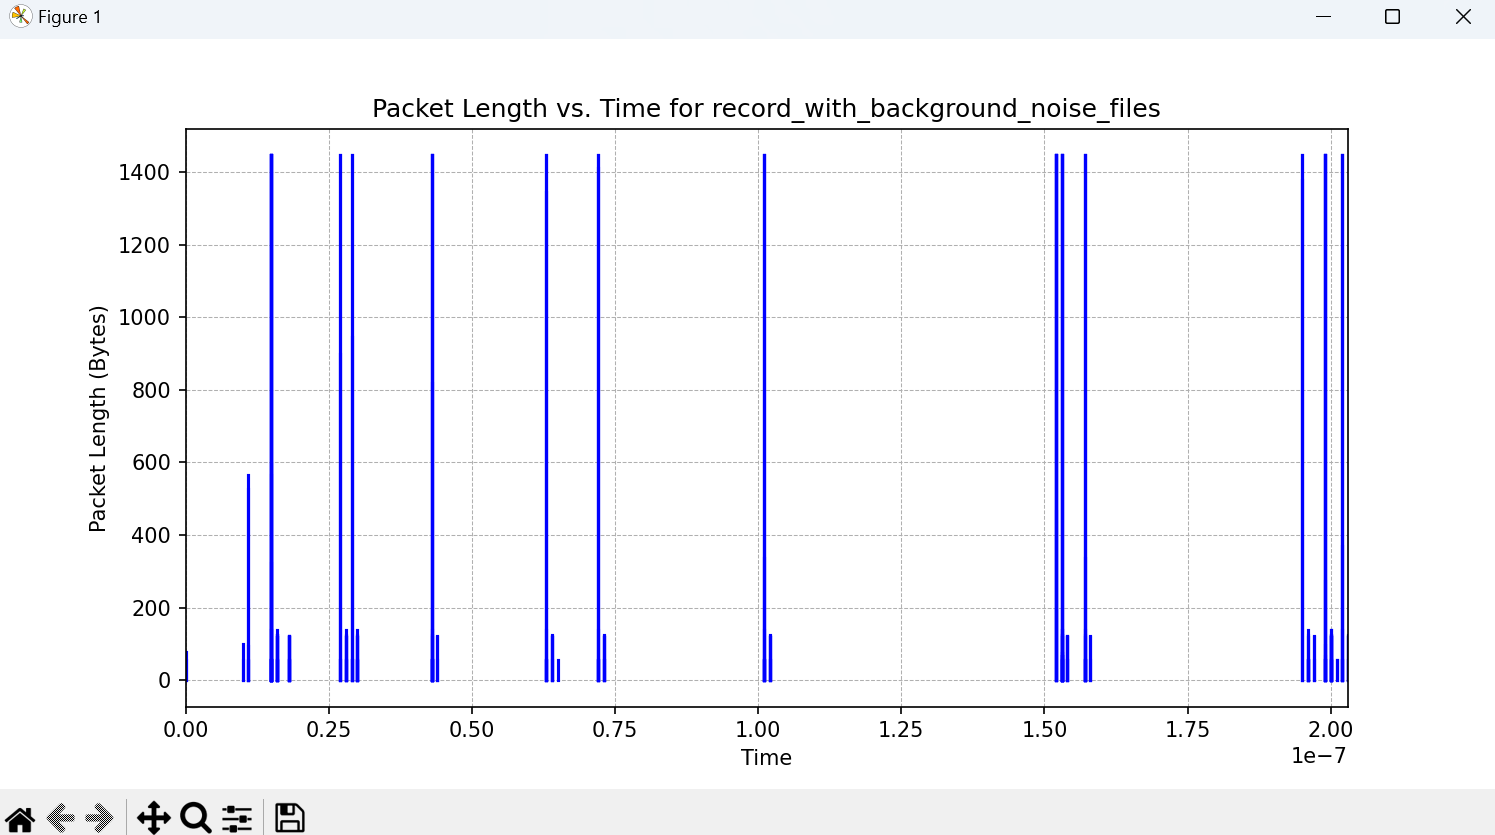 Figure 1
Packet Length vs. Time for record_with_background_noise_files
Packet Length (Bytes)
1400
1200
1000
800
600
400
200
0
0.00 0.25 0.50 0.75 1.00 1.25 1.50 1.75 2.00
1e−7
Time